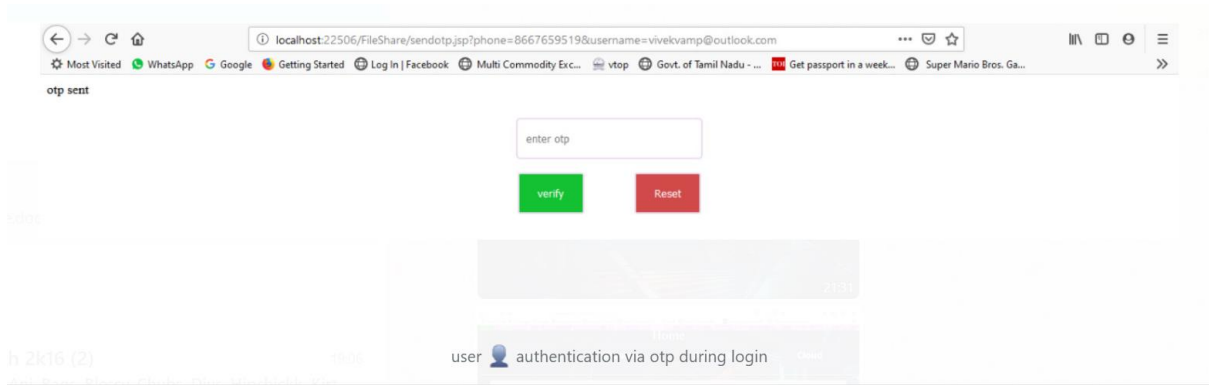 localhost:22506/FileShare/sendotp.jsp?phone=8667659519&username=vivekvamp@outlook.com
Most Visited WhatsApp Google Getting Started Log In | Facebook Multi Commodity Exc... vtop Govt. of Tamil Nadu - ... Get passport in a week... Super Mario Bros. Ga...
otp sent
enter otp
verify Reset
21:51
h 2k16 (2)
user authentication via otp during login